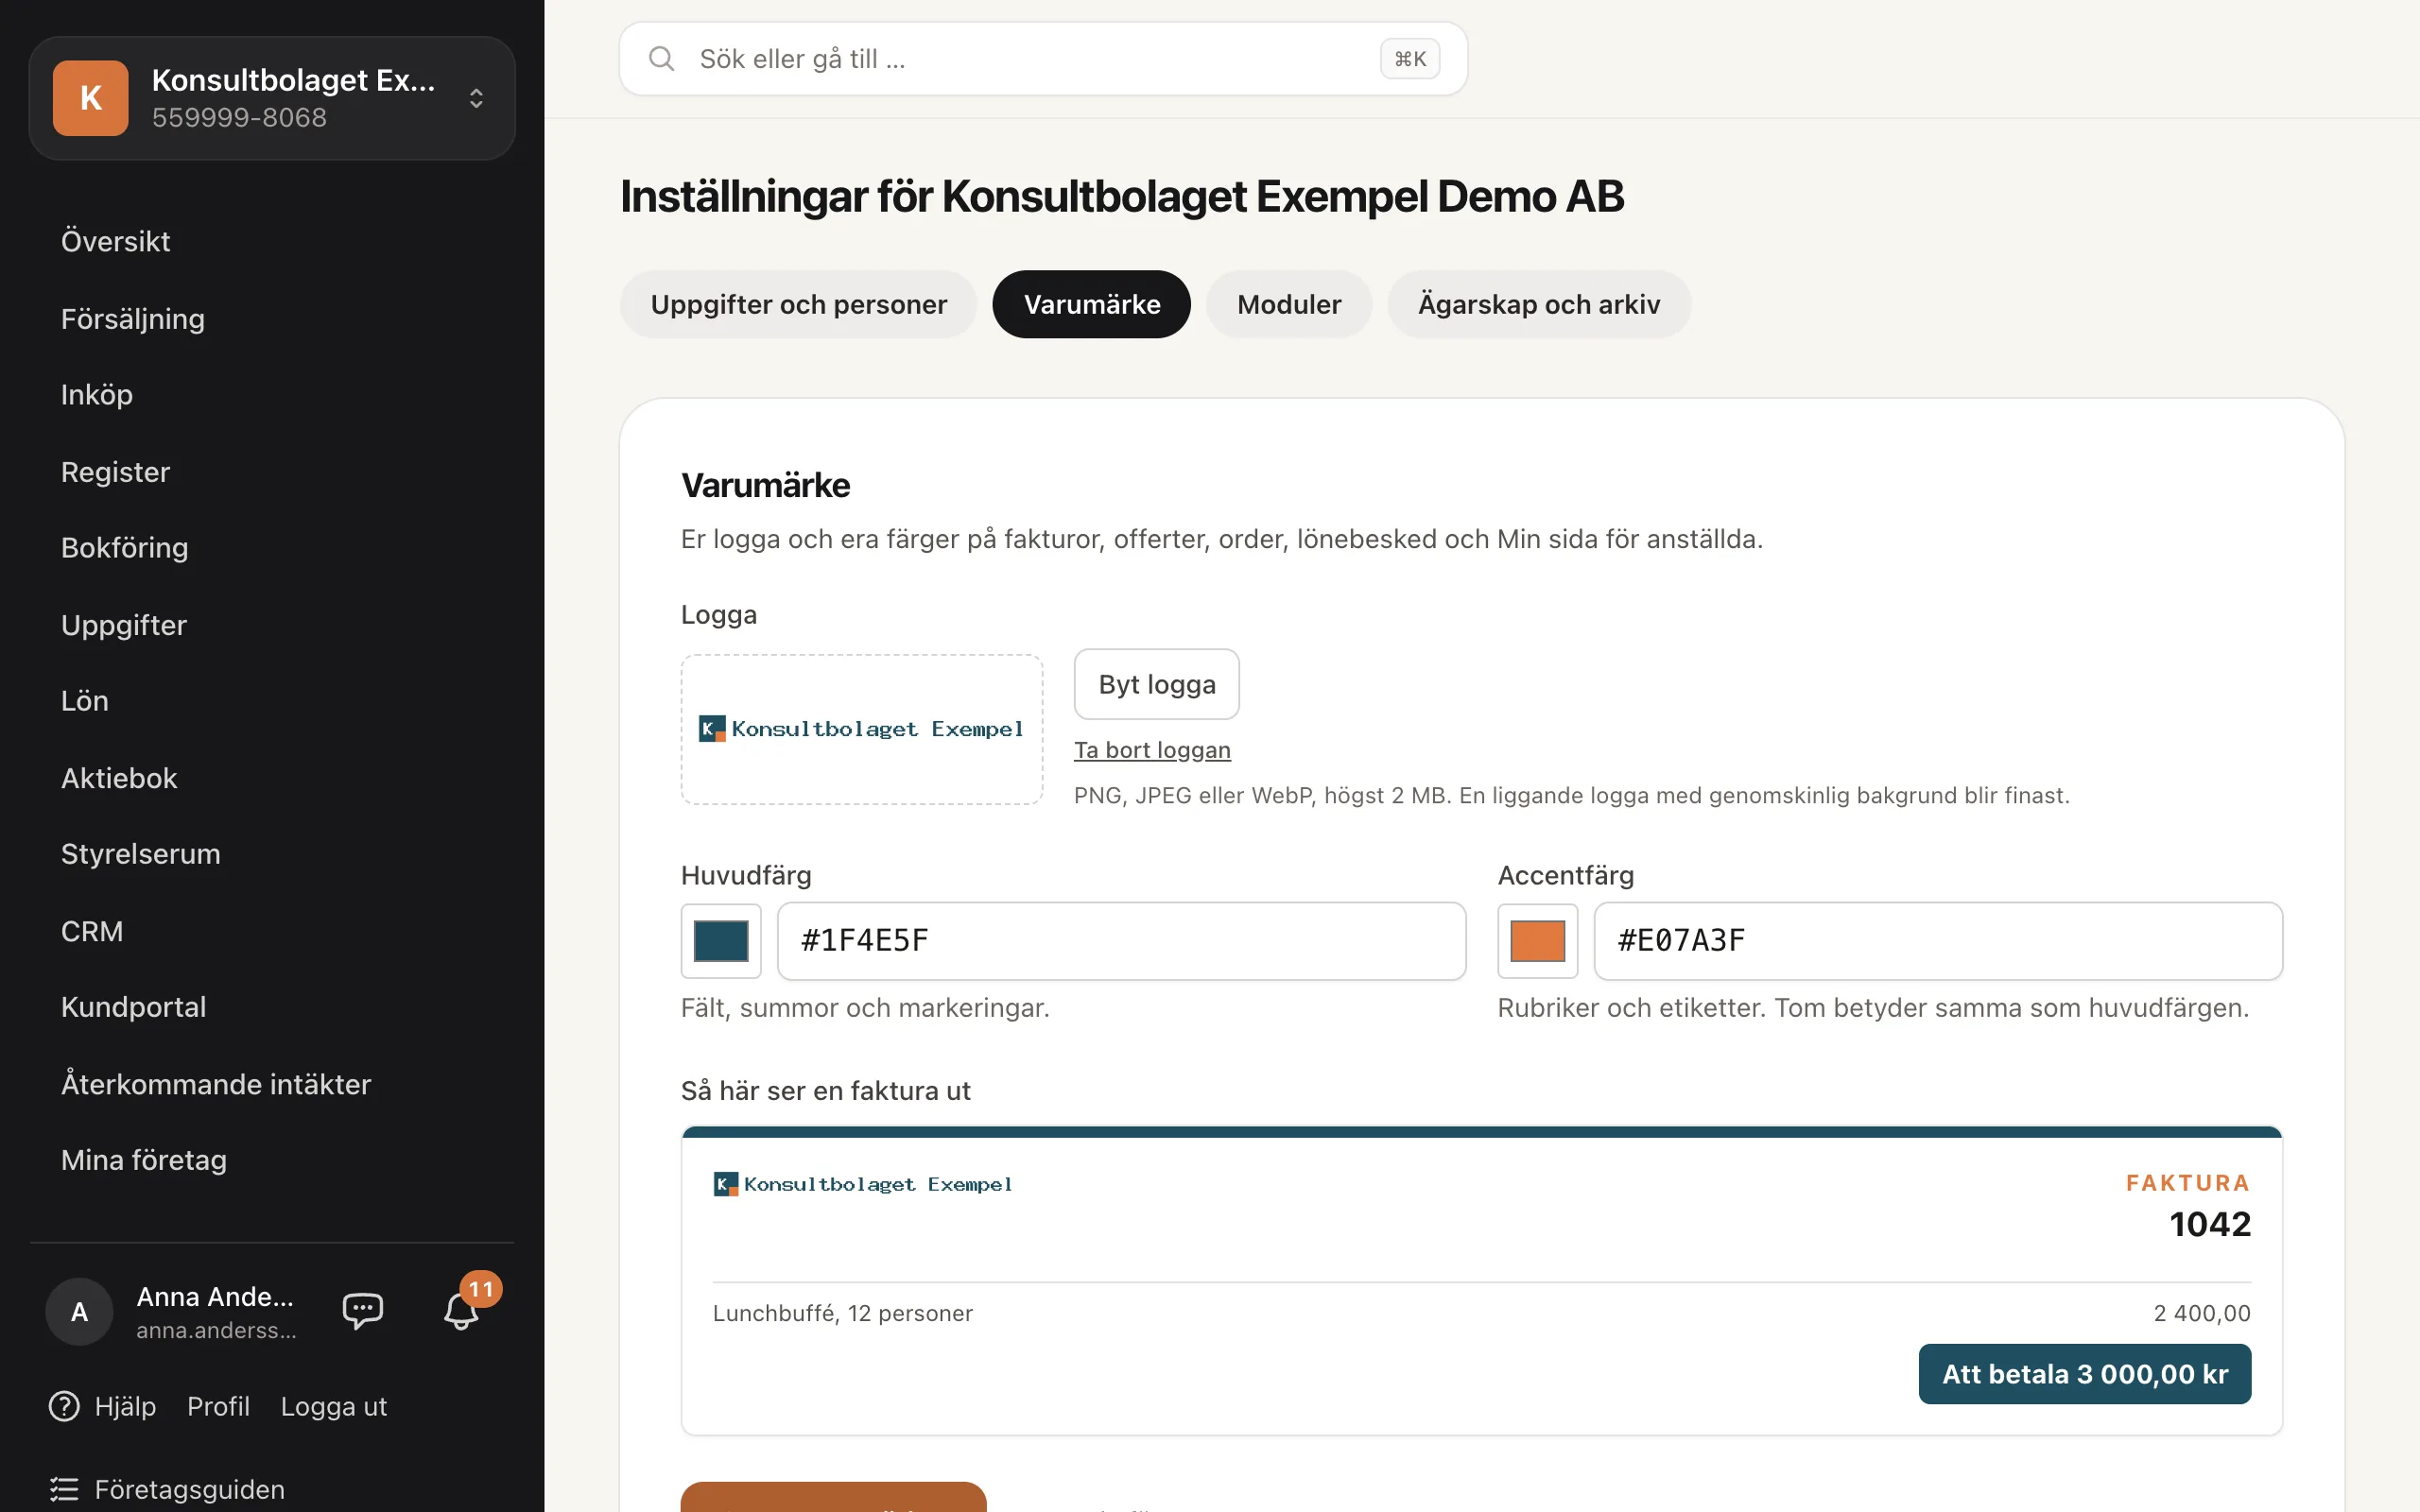 K
Konsultbolaget Ex...
559999-8068
Översikt
Försäljning
Inköp
Register
Bokföring
Uppgifter
Lön
Aktiebok
Styrelserum
CRM
Kundportal
Återkommande intäkter
Mina företag
A
Anna Ande...
anna.anderss...
11
Hjälp Profil Logga ut
Företagsguiden
Sök eller gå till ...
⌘K
Inställningar för Konsultbolaget Exempel Demo AB
Uppgifter och personer Varumärke Moduler Ägarskap och arkiv
Varumärke
Er logga och era färger på fakturor, offerter, order, lönebesked och Min sida för anställda.
Logga
K Konsultbolaget Exempel
Byt logga
Ta bort loggan
PNG, JPEG eller WebP, högst 2 MB. En liggande logga med genomskinlig bakgrund blir finast.
Huvudfärg
#1F4E5F
Fält, summor och markeringar.
Accentfärg
#E07A3F
Rubriker och etiketter. Tom betyder samma som huvudfärgen.
Så här ser en faktura ut
K Konsultbolaget Exempel
FAKTURA
1042
Lunchbuffé, 12 personer 2 400,00
Att betala 3 000,00 kr